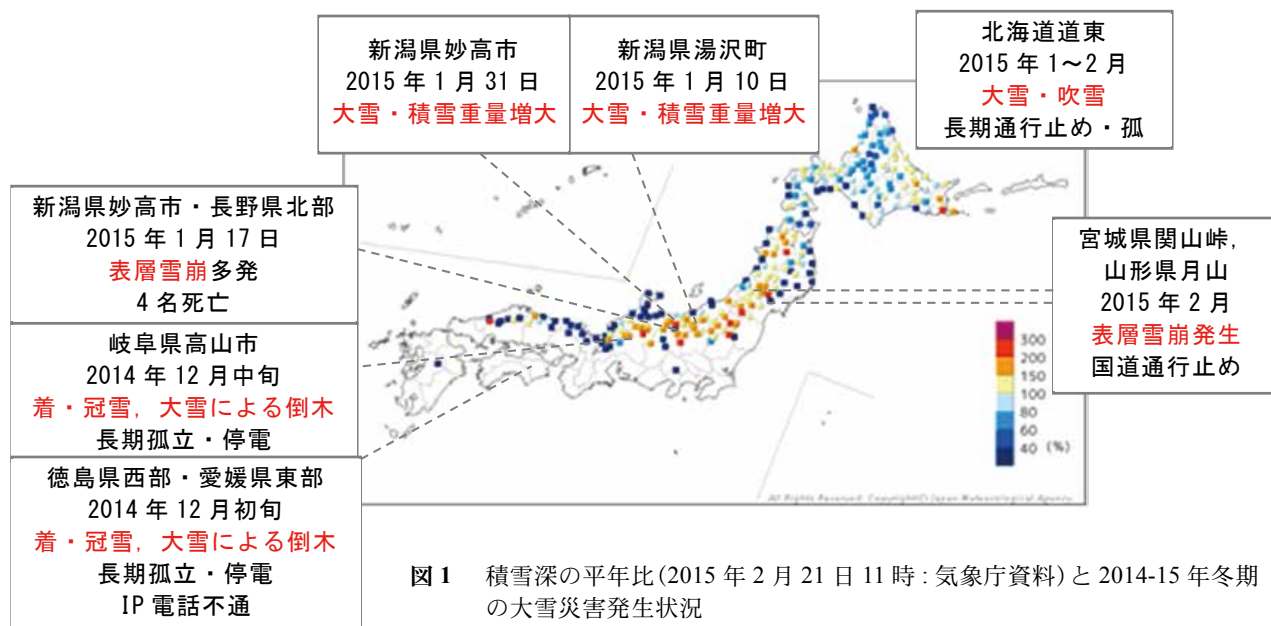 新潟県妙高市
2015 年 1 月 31 日
大雪・積雪重量増大
新潟県湯沢町
2015 年 1 月 10 日
大雪・積雪重量増大
北海道道東
2015 年 1～2 月
大雪・吹雪
長期通行止め・孤
新潟県妙高市・長野県北部
2015 年 1 月 17 日
表層雪崩多発
4 名死亡
宮城県関山峠，
山形県月山
2015 年 2 月
表層雪崩発生
国道通行止め
岐阜県高山市
2014 年 12 月中旬
着・冠雪，大雪による倒木
長期孤立・停電
徳島県西部・愛媛県東部
2014 年 12 月初旬
着・冠雪，大雪による倒木
長期孤立・停電
IP 電話不通
300
200
150
100
80
60
40 (%)
All Rights Reserved. Copyright(C) Japan Meteorological Agency
図 1 積雪深の平年比(2015 年 2 月 21 日 11 時 : 気象庁資料)と 2014-15 年冬期
の大雪災害発生状況